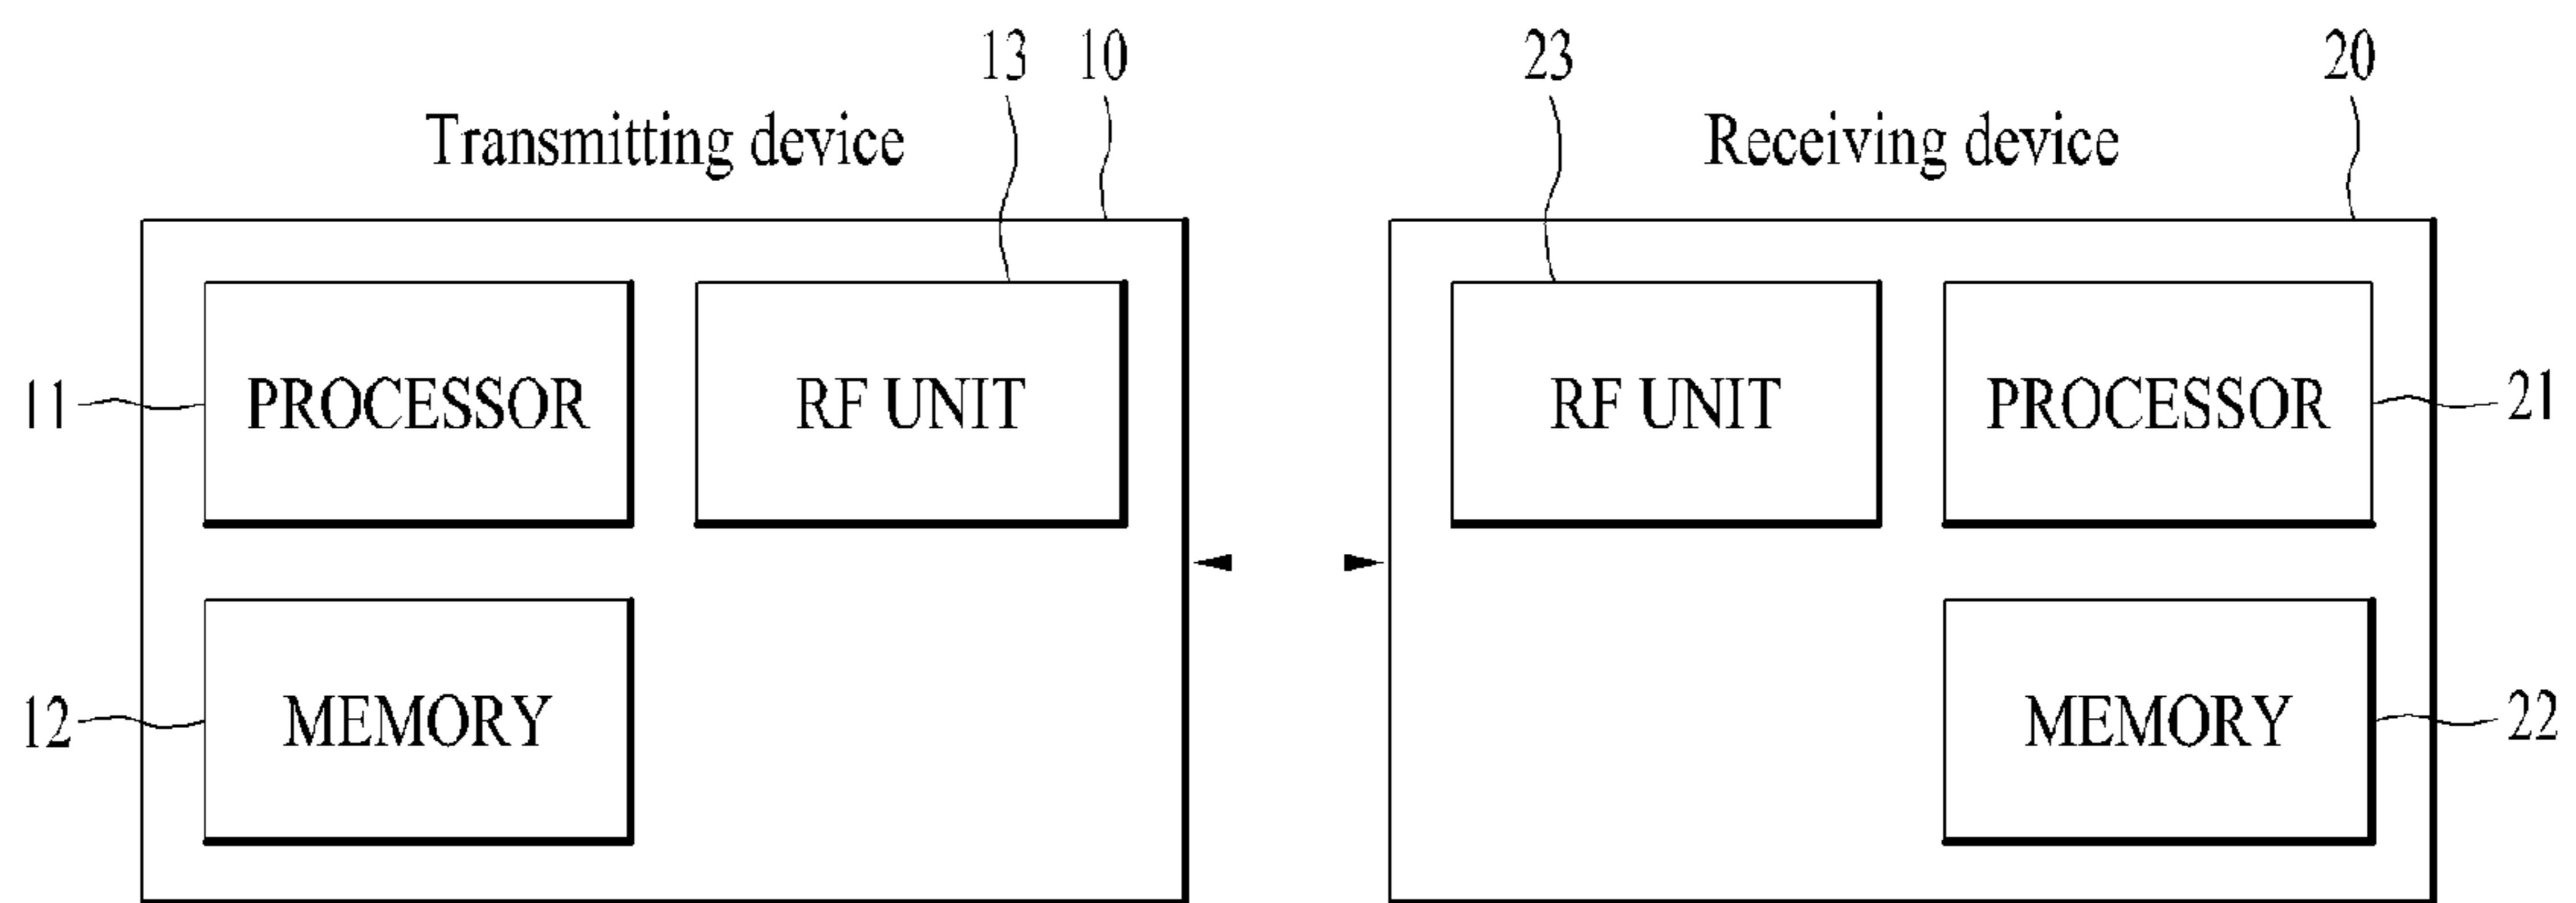 13 10 23 20
Transmitting device Receiving device
11 PROCESSOR RF UNIT RF UNIT PROCESSOR 21
12 MEMORY MEMORY 22